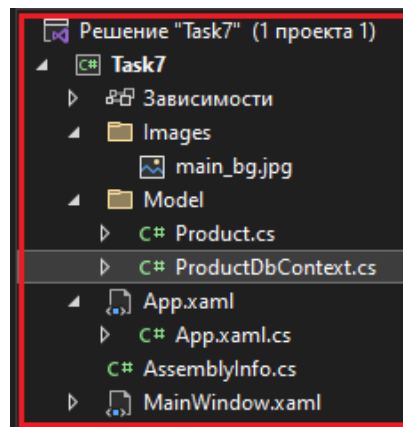 Решение "Task7" (1 проекта 1)
C# Task7
Зависимости
Images
main_bg.jpg
Model
C# Product.cs
C# ProductDbContext.cs
App.xaml
C# App.xaml.cs
C# AssemblyInfo.cs
MainWindow.xaml